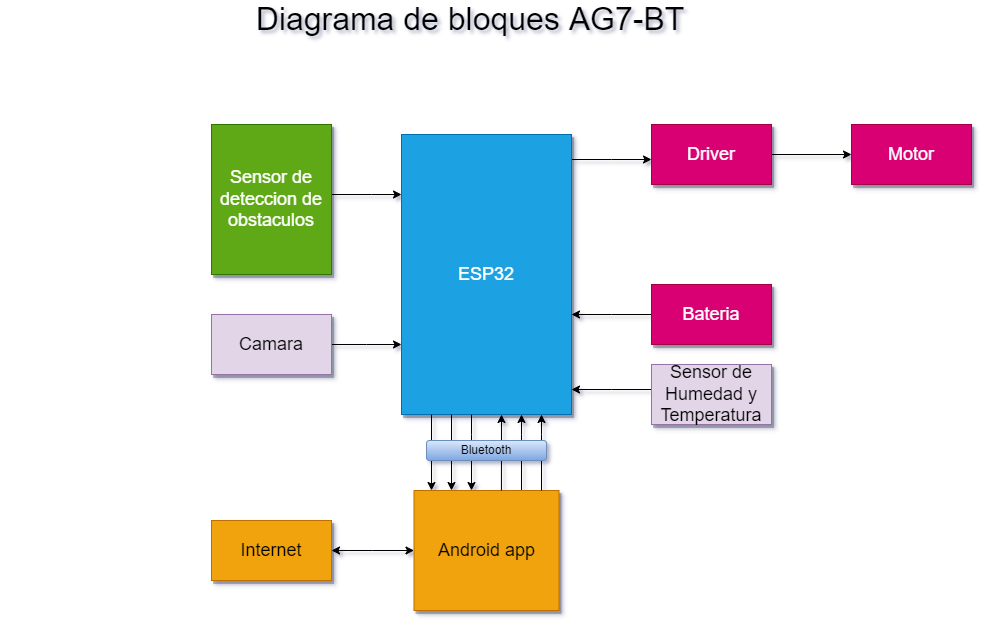 Diagrama de bloques AG7-BT
Sensor de
deteccion de
obstaculos
ESP32
Driver
Motor
Camara
Bateria
Sensor de
Humedad y
Temperatura
Bluetooth
Internet
Android app